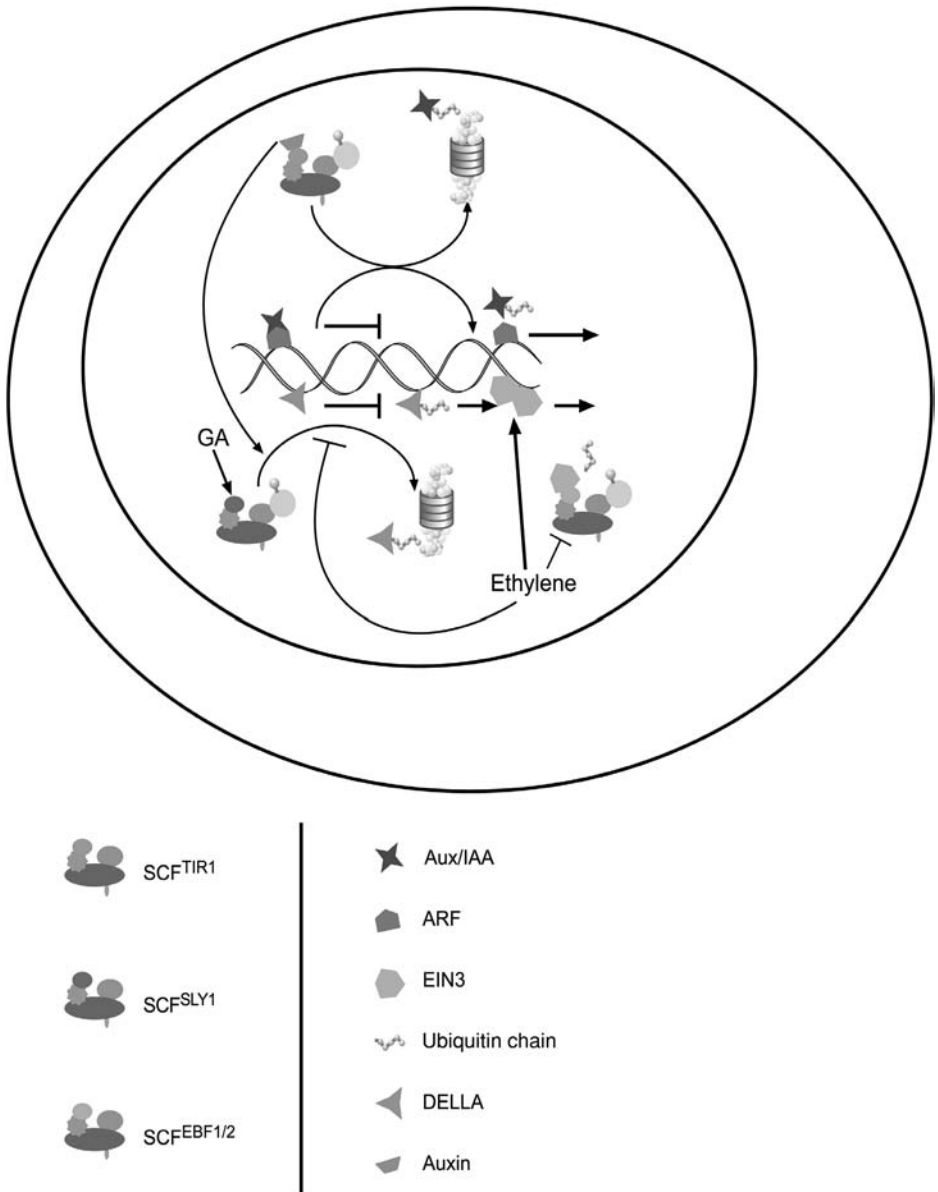 GA
Ethylene
SCF^TIR1
SCF^SLY1
SCF^EBF1/2
Aux/IAA
ARF
EIN3
Ubiquitin chain
DELLA
Auxin